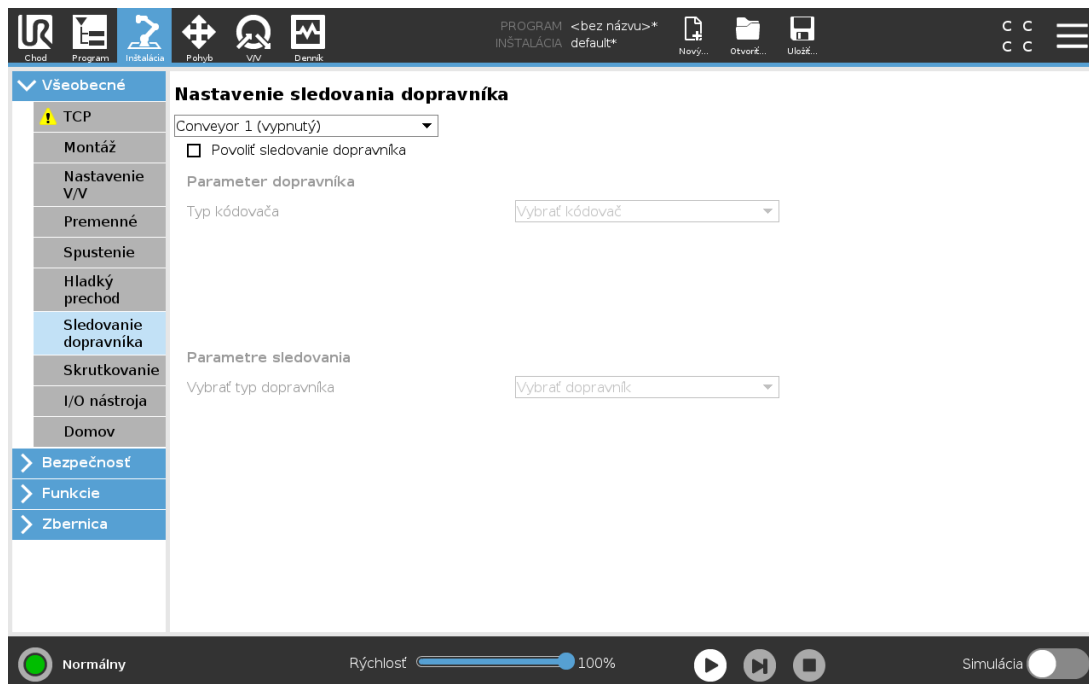 PROGRAM <bez názvu>*
INŠTALÁCIA default*
Chod
Program
Inštalácia
Pohyb
V/V
Denník
Nový...
Otvoriť...
Uložiť...
C C
C C
Všeobecné
TCP
Montáž
Nastavenie
V/V
Premenné
Spustenie
Hladký
prechod
Sledovanie
dopravníka
Skrutkovanie
I/O nástroja
Domov
Bezpečnosť
Funkcie
Zbernica
Nastavenie sledovania dopravníka
Conveyor 1 (vypnutý)
Povoliť sledovanie dopravníka
Parameter dopravníka
Typ kódovača
Vybrať kódovač
Parametre sledovania
Vybrať typ dopravníka
Vybrať dopravník
Normálny
Rýchlosť
100%
Simulácia